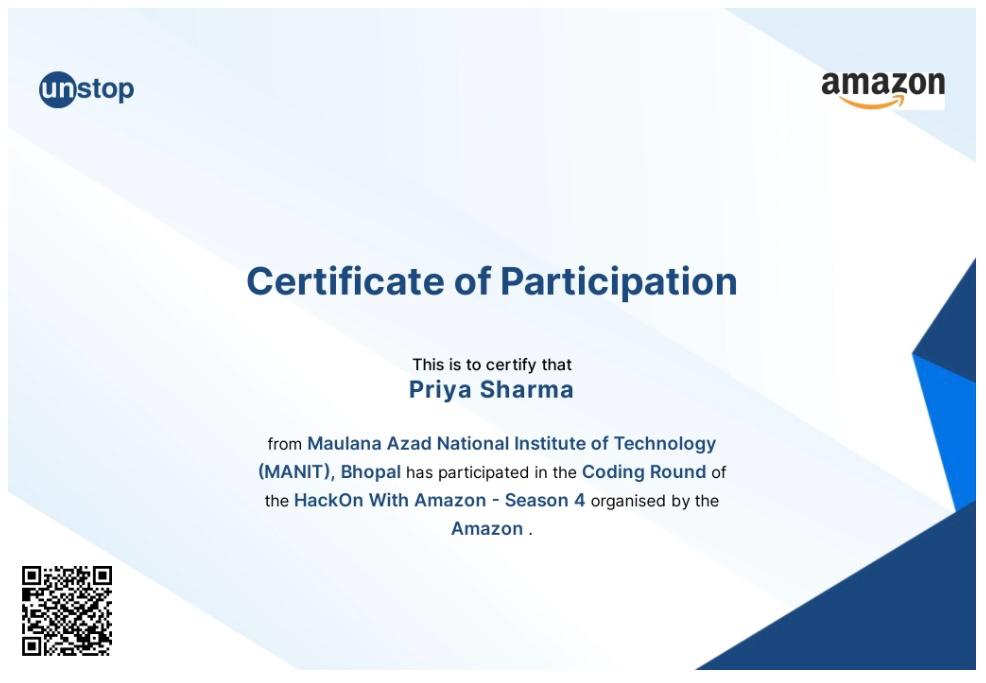 unstop
amazon
Certificate of Participation
This is to certify that
Priya Sharma
from Maulana Azad National Institute of Technology
(MANIT), Bhopal has participated in the Coding Round of
the HackOn With Amazon - Season 4 organised by the
Amazon .